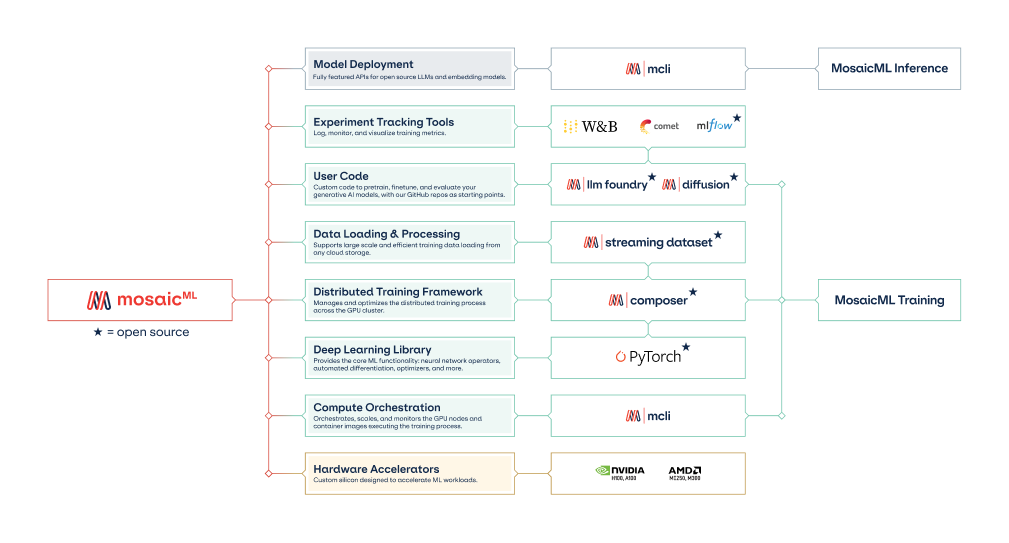 Model Deployment
Fully featured APIs for open source LLMs and embedding models.
mcli
MosaicML Inference
Experiment Tracking Tools
Log, monitor, and visualize training metrics.
W&B
comet
mlflow
User Code
Custom code to pretrain, finetune, and evaluate your
generative AI models, with our GitHub repos as starting points.
llm foundry
diffusion
Data Loading & Processing
Supports large scale and efficient training data loading from
any cloud storage.
streaming dataset
mosaicML
= open source
Distributed Training Framework
Manages and optimizes the distributed training process
across the GPU cluster.
composer
MosaicML Training
Deep Learning Library
Provides the core ML functionality: neural network operators,
automated differentiation, optimizers, and more.
PyTorch
Compute Orchestration
Orchestrates, scales, and monitors the GPU nodes and
container images executing the training process.
mcli
Hardware Accelerators
Custom silicon designed to accelerate ML workloads.
NVIDIA
H100, A100
AMD
MI250, M300